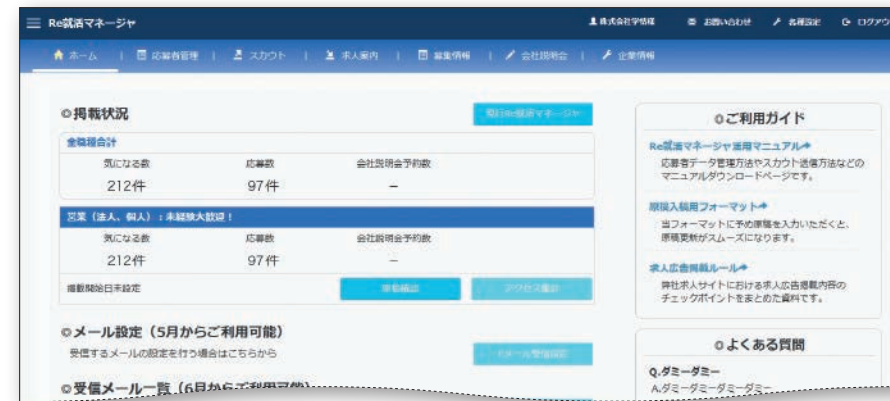 Re就活マネージャ
株式会社学情様 お問い合わせ 各種設定 ログアウ
ホーム | 応募者管理 | スカウト | 求人案内 | 募集情報 | 会社説明会 | 企業情報
掲載状況
全職種合計
気になる数 応募数 会社説明会予約数
212件 97件 −
営業（法人、個人）：未経験大歓迎！
気になる数 応募数 会社説明会予約数
212件 97件 −
掲載開始日未設定 原稿確認 アクセス集計
メール設定（5月からご利用可能）
受信するメールの設定を行う場合はこちらから
受信メール一覧（6月からご利用可能）
ご利用ガイド
Re就活マネージャ運用マニュアル
応募者データ管理方法やスカウト送信方法などの
マニュアルダウンロードページです。
原稿入稿用フォーマット
当フォーマットに予め原稿を入力いただくと、
原稿更新がスムーズになります。
求人広告掲載ルール
弊社求人サイトにおける求人広告掲載内容の
チェックポイントをまとめた資料です。
よくある質問
Q.ダミーダミー
A.ダミーダミーダミーダミー